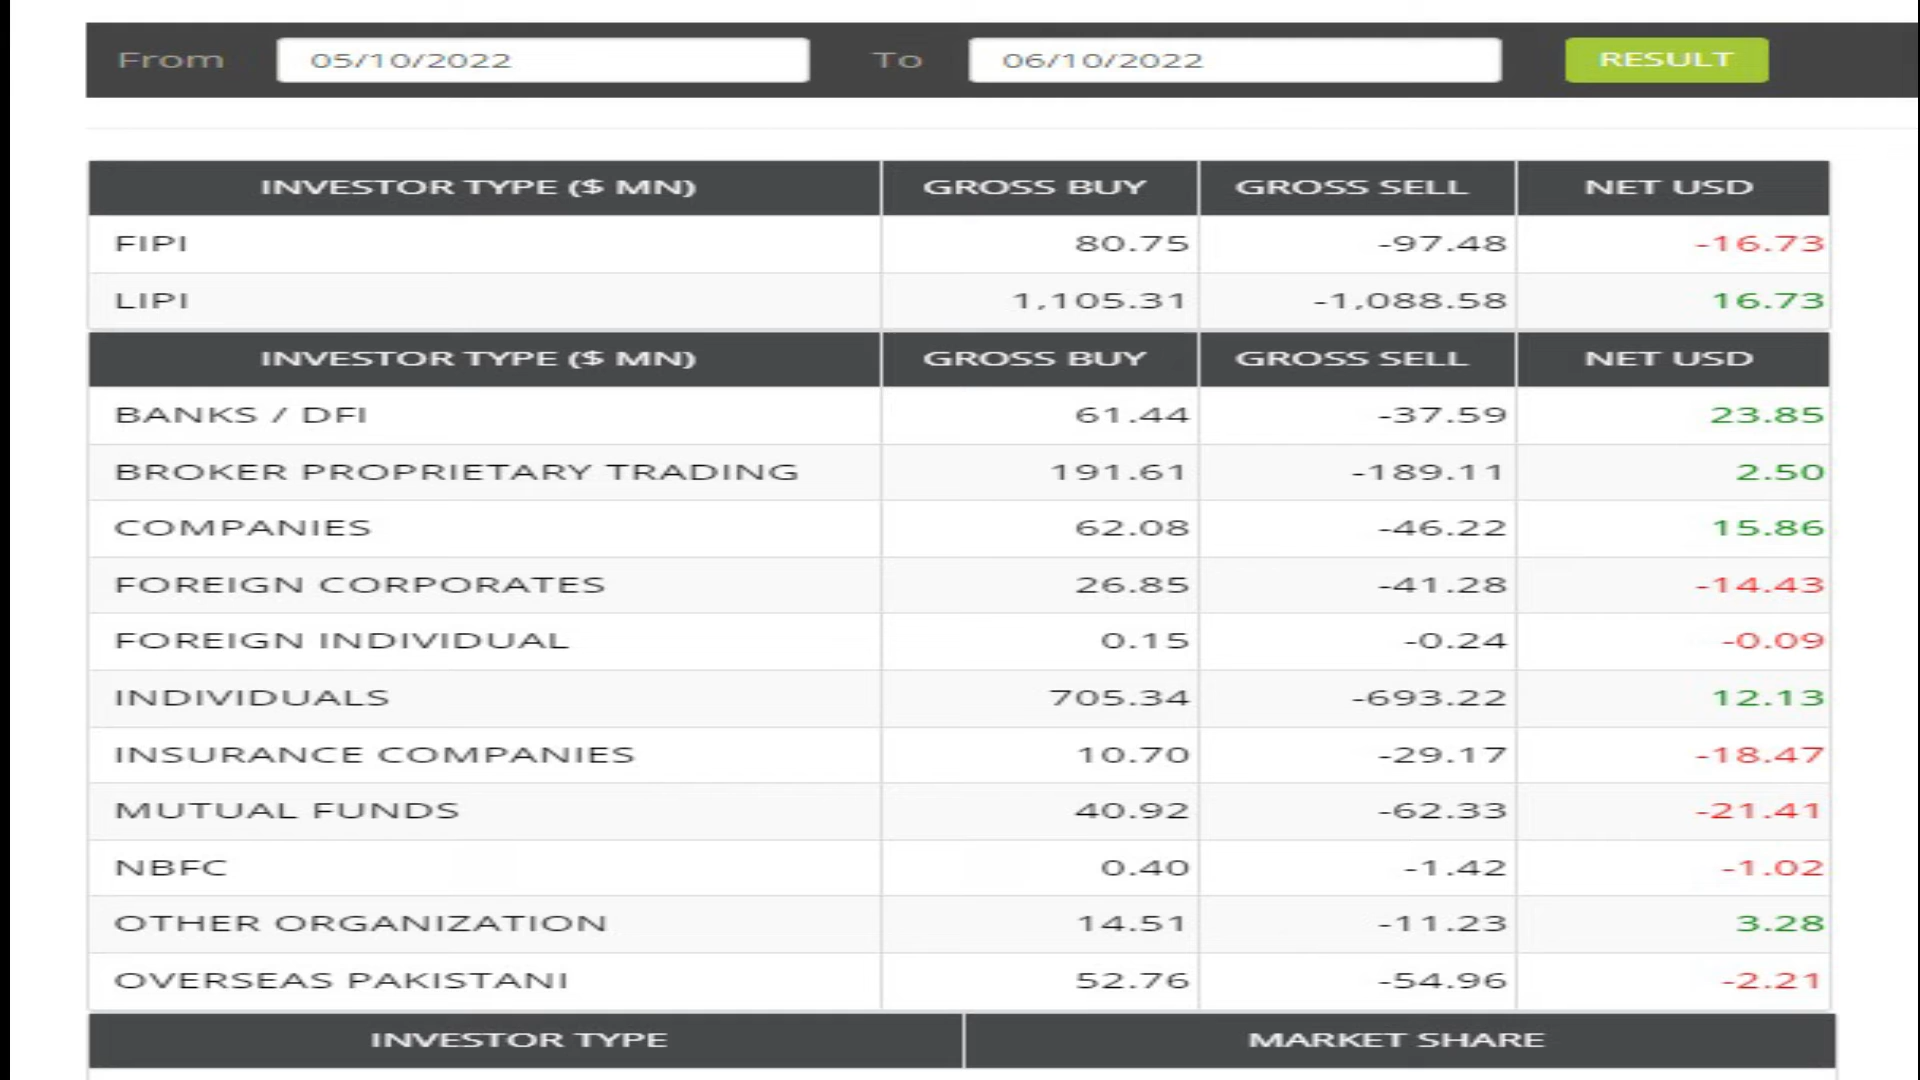 From 05/10/2022 To 06/10/2022 RESULT
INVESTOR TYPE ($ MN) GROSS BUY GROSS SELL NET USD
FIPI 80.75 -97.48 -16.73
LIPI 1,105.31 -1,088.58 16.73
INVESTOR TYPE ($ MN) GROSS BUY GROSS SELL NET USD
BANKS / DFI 61.44 -37.59 23.85
BROKER PROPRIETARY TRADING 191.61 -189.11 2.50
COMPANIES 62.08 -46.22 15.86
FOREIGN CORPORATES 26.85 -41.28 -14.43
FOREIGN INDIVIDUAL 0.15 -0.24 -0.09
INDIVIDUALS 705.34 -693.22 12.13
INSURANCE COMPANIES 10.70 -29.17 -18.47
MUTUAL FUNDS 40.92 -62.33 -21.41
NBFC 0.40 -1.42 -1.02
OTHER ORGANIZATION 14.51 -11.23 3.28
OVERSEAS PAKISTANI 52.76 -54.96 -2.21
INVESTOR TYPE MARKET SHARE